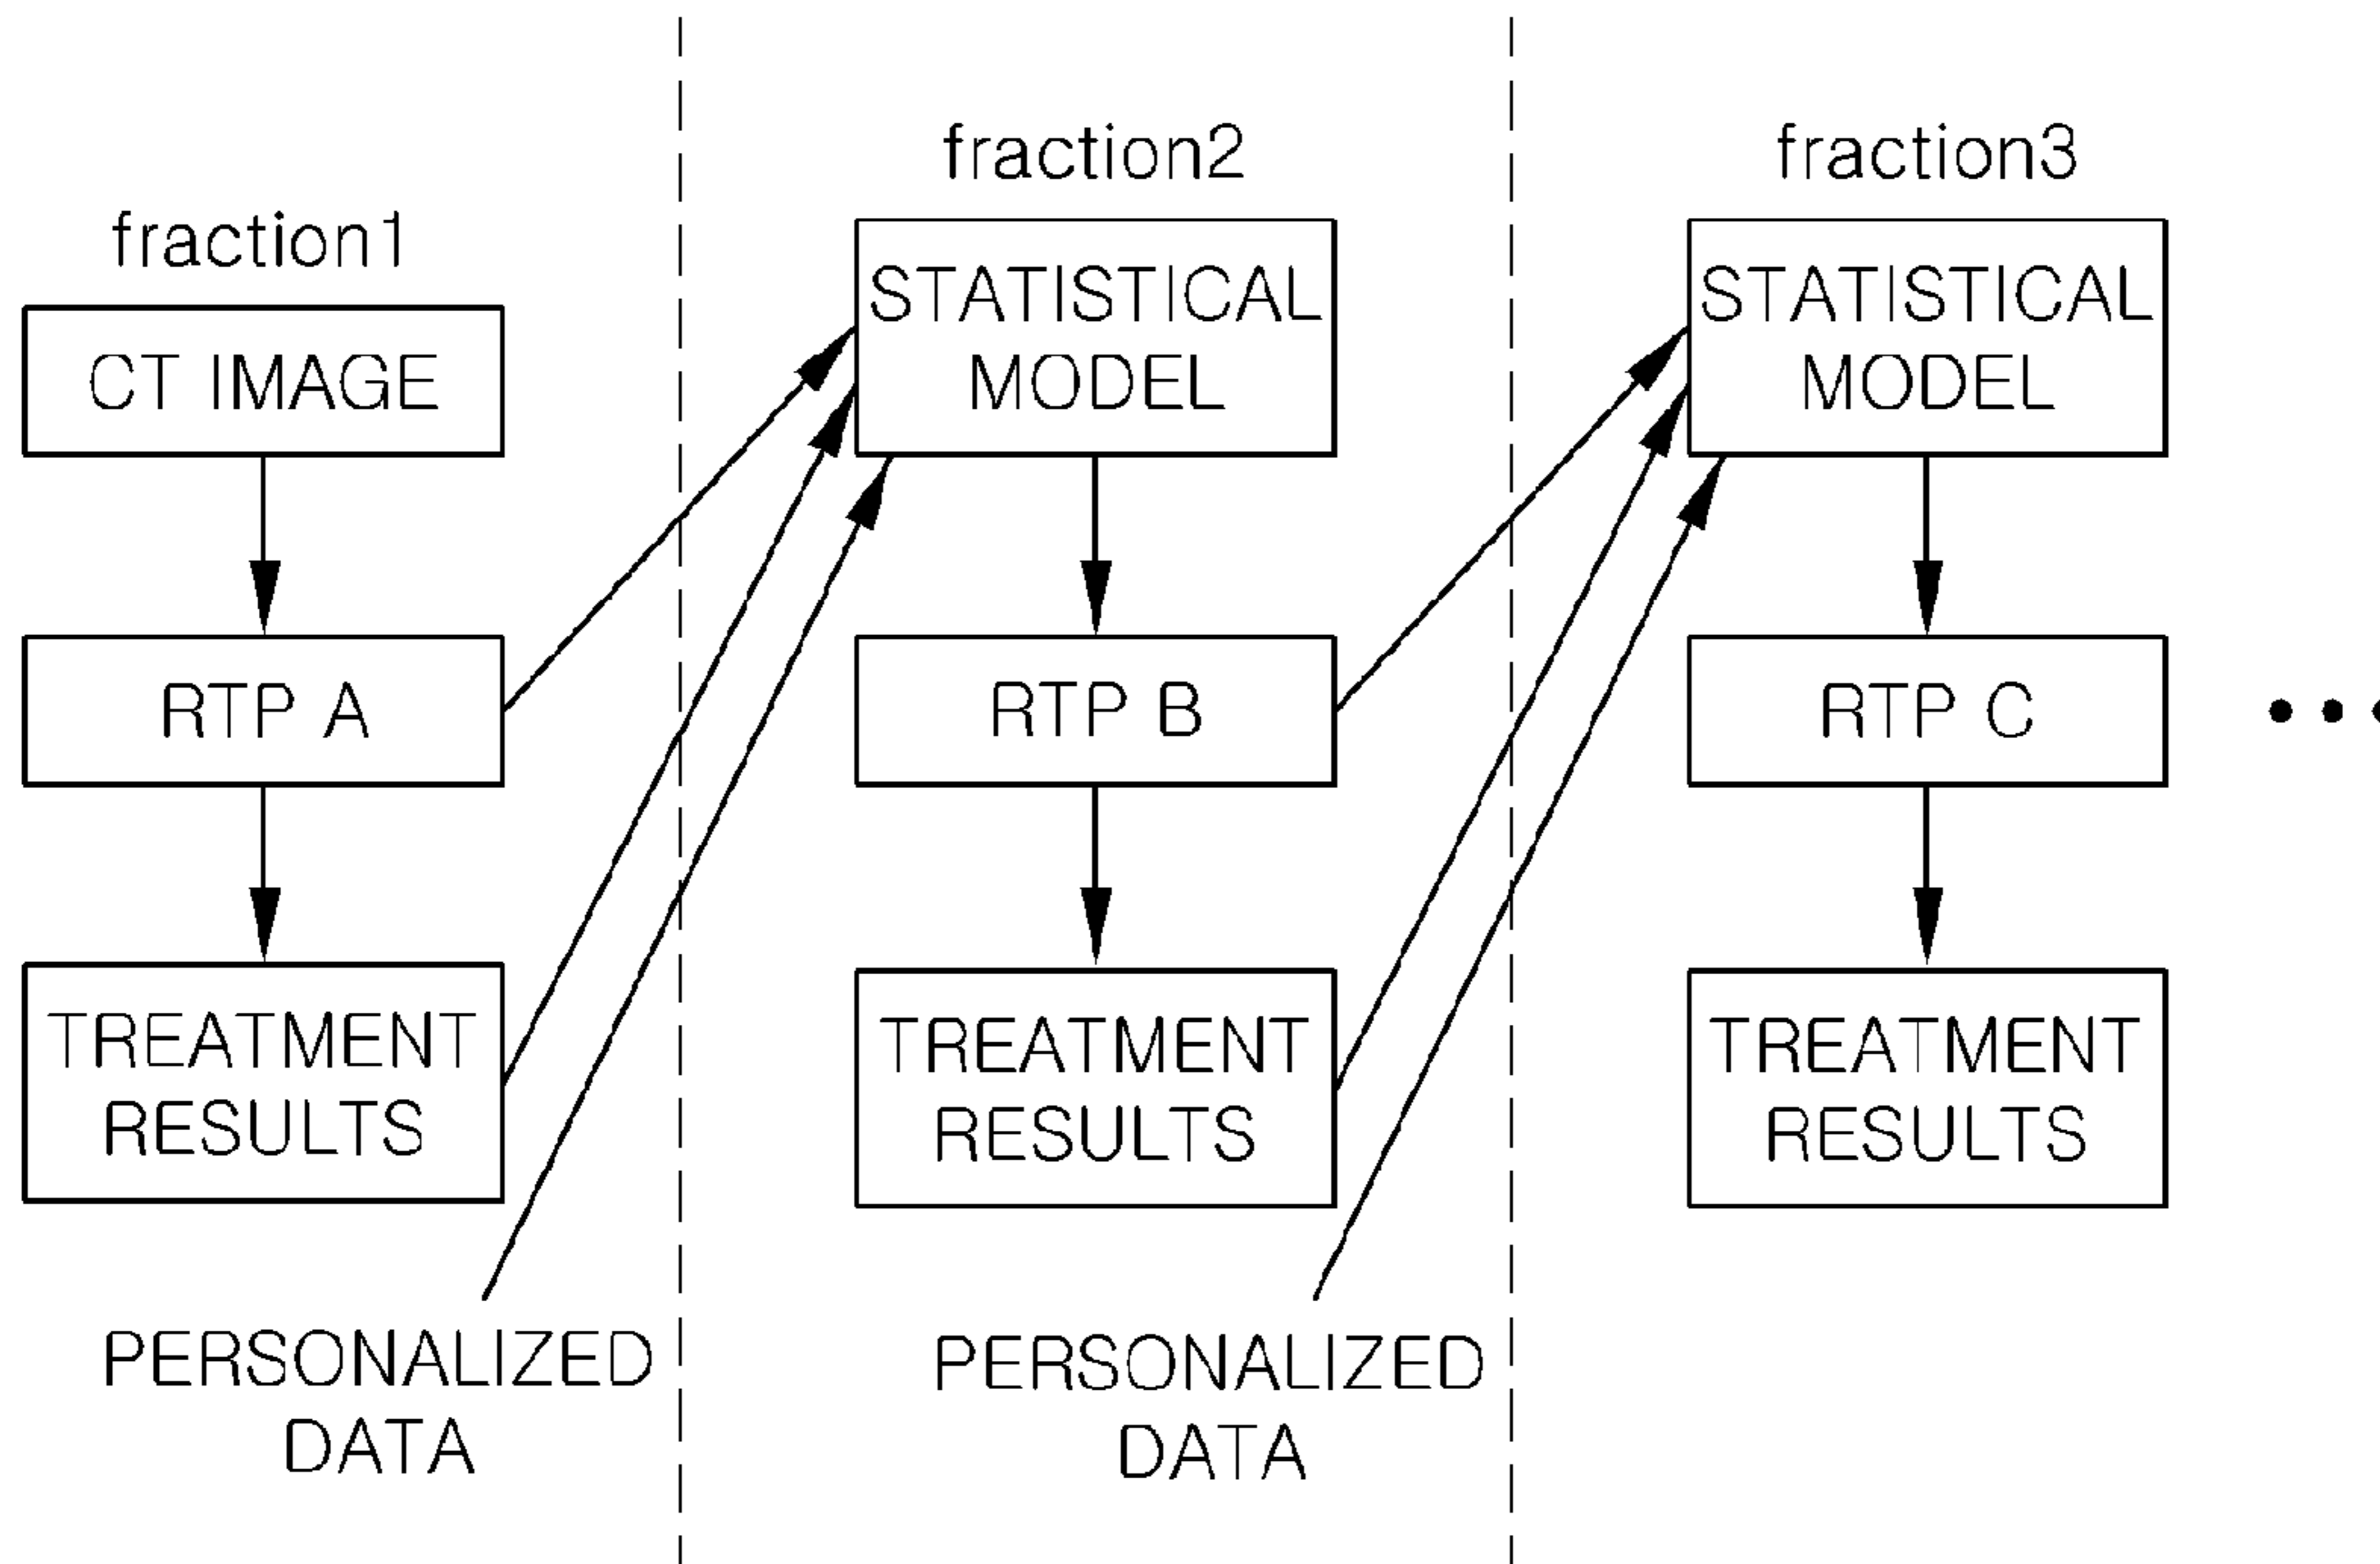 fraction1
CT IMAGE
RTP A
TREATMENT
RESULTS
PERSONALIZED
DATA
fraction2
STATISTICAL
MODEL
RTP B
TREATMENT
RESULTS
PERSONALIZED
DATA
fraction3
STATISTICAL
MODEL
RTP C
TREATMENT
RESULTS